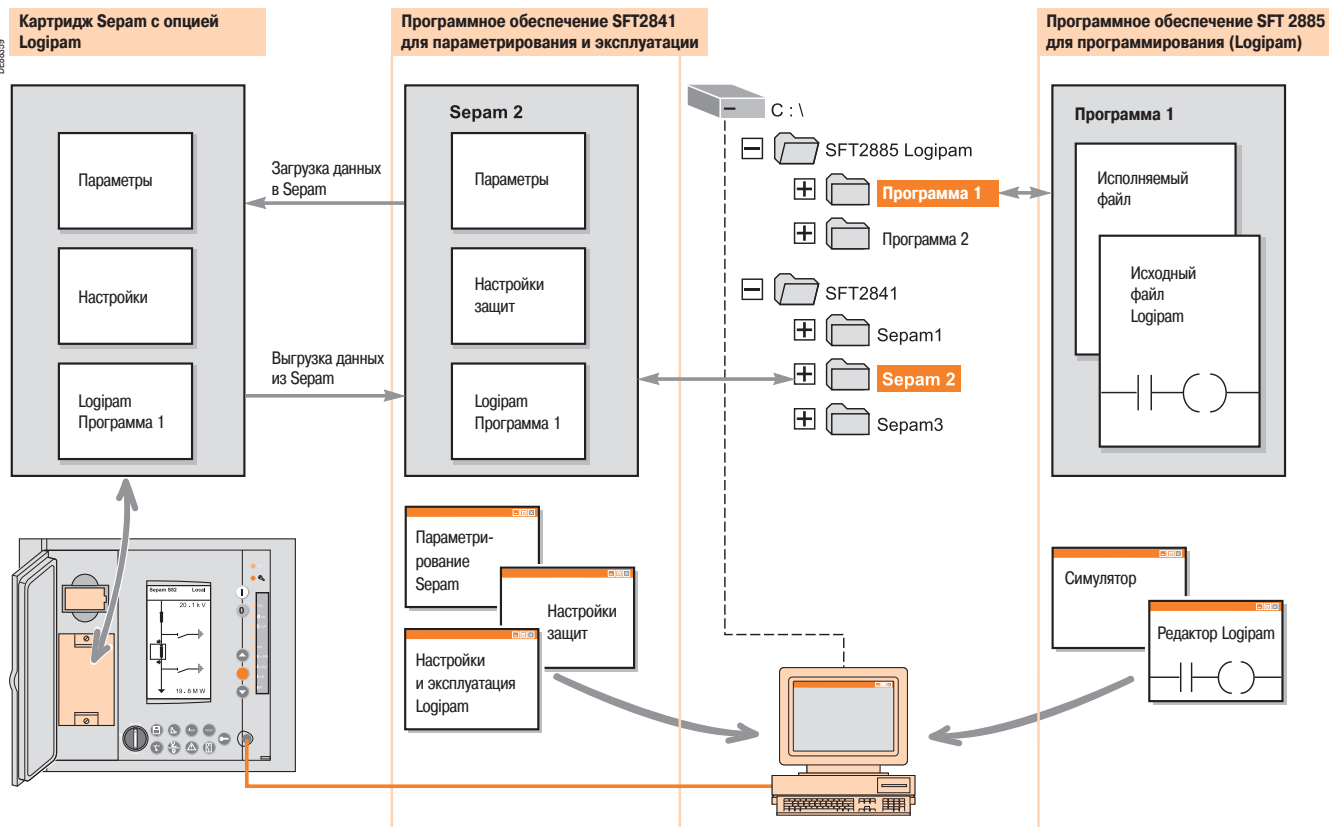 Картридж Sepam с опцией
Logipam
Программное обеспечение SFT2841
для параметрирования и эксплуатации
Программное обеспечение SFT 2885
для программирования (Logipam)
Параметры
Настройки
Logipam
Программа 1
Загрузка данных
в Sepam
Выгрузка данных
из Sepam
Sepam 2
Параметры
Настройки
защит
Logipam
Программа 1
C : \
SFT2885 Logipam
Программа 1
Программа 2
SFT2841
Sepam1
Sepam 2
Sepam3
Программа 1
Исполняемый
файл
Исходный
файл
Logipam
Параметри-
рование
Sepam
Настройки
защит
Настройки
и эксплуатация
Logipam
Симулятор
Редактор Logipam
Sepam S82 Local
20.1kV
19.8MW
I
0